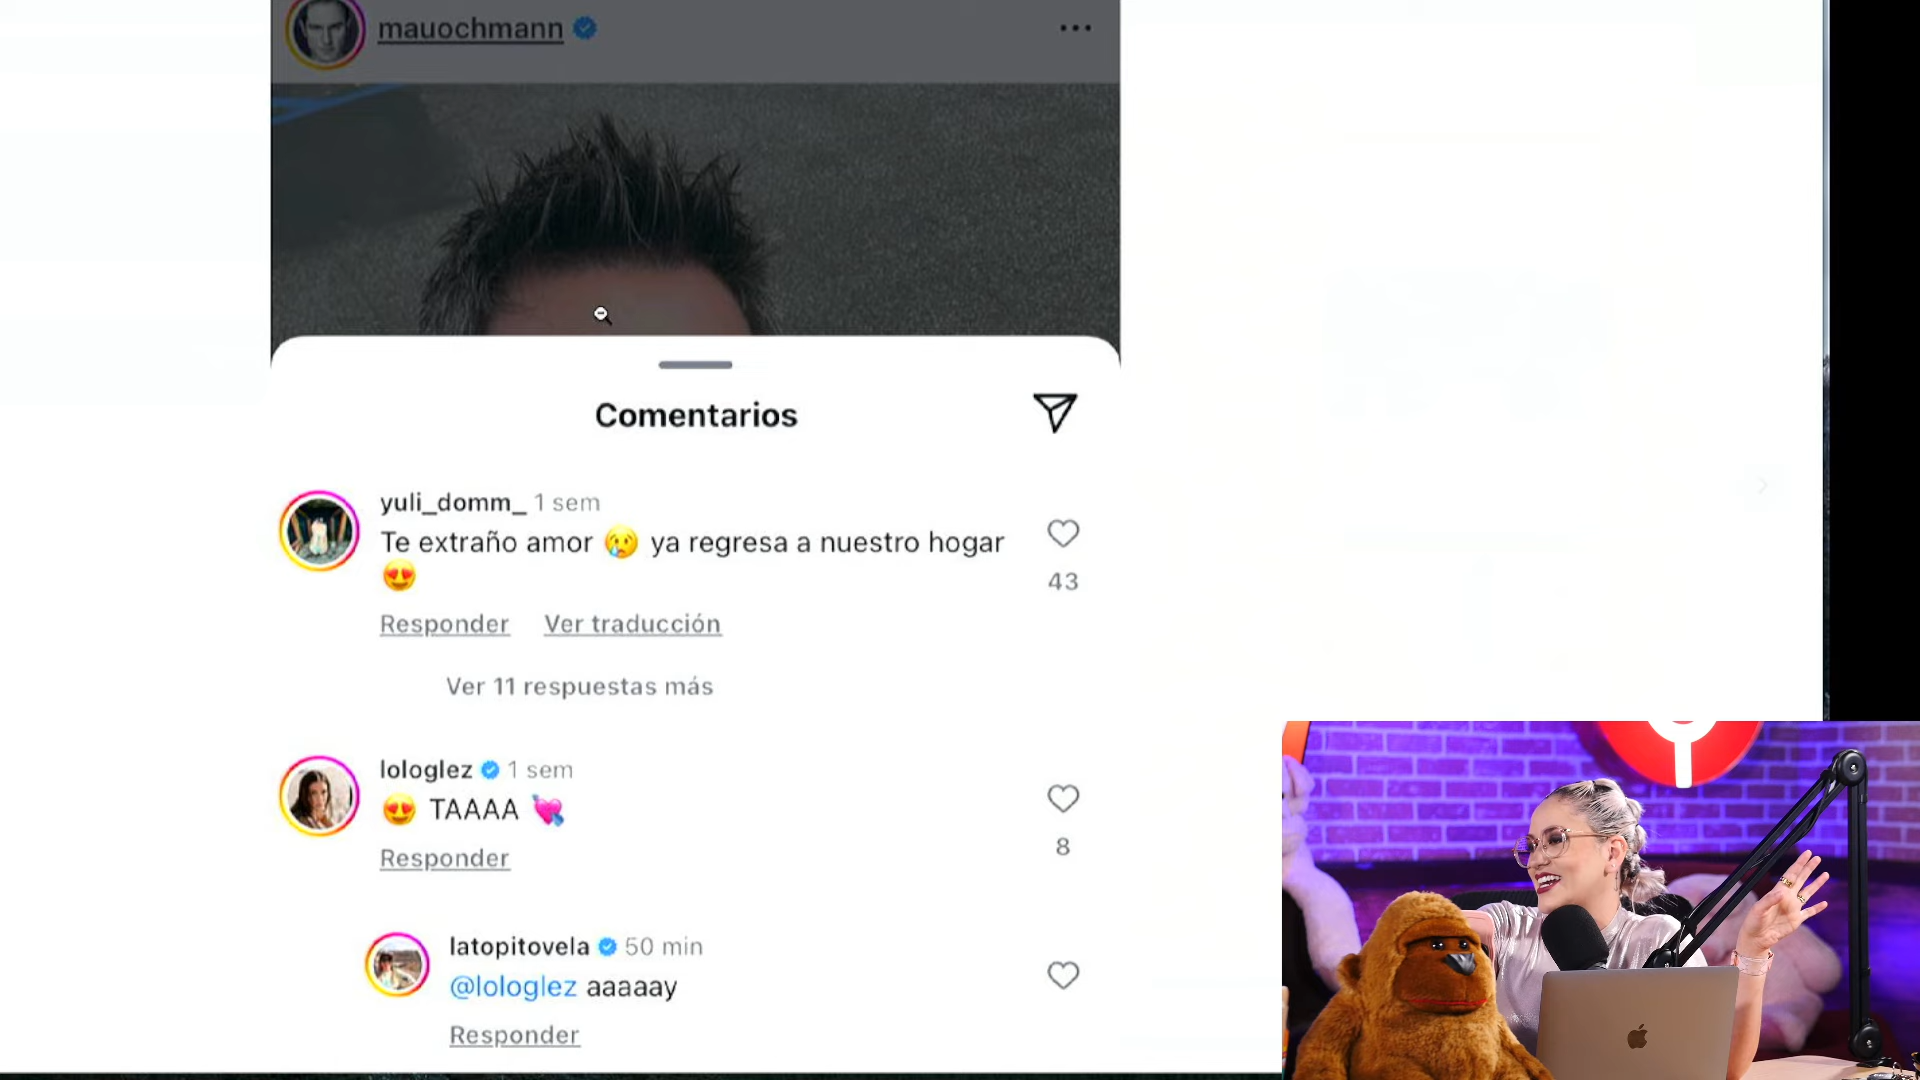 mauochmann
Comentarios
yuli_domm_ 1 sem
Te extraño amor 😢 ya regresa a nuestro hogar
😍
43
Responder Ver traducción
Ver 11 respuestas más
lologlez 1 sem
😍 TAAAA 💘
8
Responder
latopitovela 50 min
@lologlez aaaaay
Responder